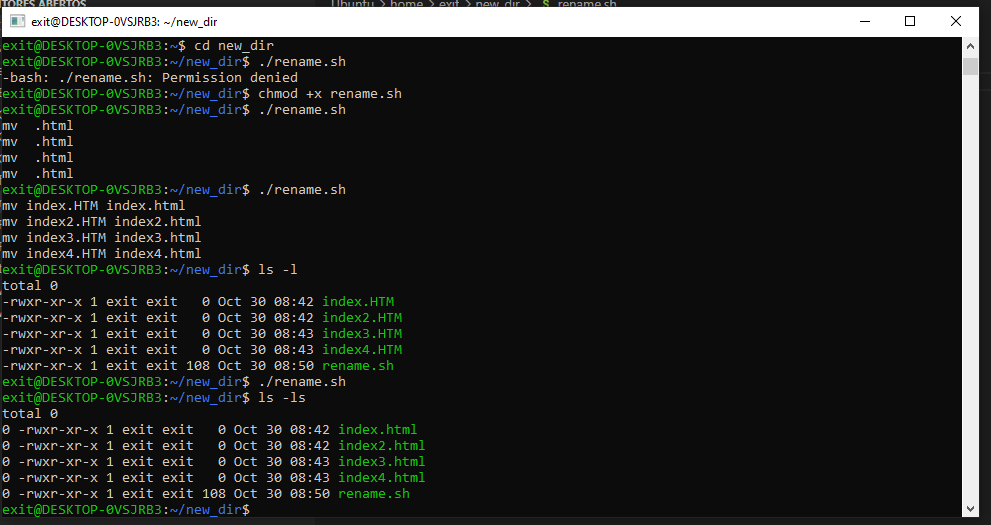 TORES ABERTOS
Ubuntu > home > exit > new_dir > $ rename.sh
exit@DESKTOP-0VSJRB3: ~/new_dir
exit@DESKTOP-0VSJRB3:~$ cd new_dir
exit@DESKTOP-0VSJRB3:~/new_dir$ ./rename.sh
-bash: ./rename.sh: Permission denied
exit@DESKTOP-0VSJRB3:~/new_dir$ chmod +x rename.sh
exit@DESKTOP-0VSJRB3:~/new_dir$ ./rename.sh
mv  .html
mv  .html
mv  .html
mv  .html
exit@DESKTOP-0VSJRB3:~/new_dir$ ./rename.sh
mv index.HTM index.html
mv index2.HTM index2.html
mv index3.HTM index3.html
mv index4.HTM index4.html
exit@DESKTOP-0VSJRB3:~/new_dir$ ls -l
total 0
-rwxr-xr-x 1 exit exit   0 Oct 30 08:42 index.HTM
-rwxr-xr-x 1 exit exit   0 Oct 30 08:42 index2.HTM
-rwxr-xr-x 1 exit exit   0 Oct 30 08:43 index3.HTM
-rwxr-xr-x 1 exit exit   0 Oct 30 08:43 index4.HTM
-rwxr-xr-x 1 exit exit 108 Oct 30 08:50 rename.sh
exit@DESKTOP-0VSJRB3:~/new_dir$ ./rename.sh
exit@DESKTOP-0VSJRB3:~/new_dir$ ls -ls
total 0
0 -rwxr-xr-x 1 exit exit   0 Oct 30 08:42 index.html
0 -rwxr-xr-x 1 exit exit   0 Oct 30 08:42 index2.html
0 -rwxr-xr-x 1 exit exit   0 Oct 30 08:43 index3.html
0 -rwxr-xr-x 1 exit exit   0 Oct 30 08:43 index4.html
0 -rwxr-xr-x 1 exit exit 108 Oct 30 08:50 rename.sh
exit@DESKTOP-0VSJRB3:~/new_dir$